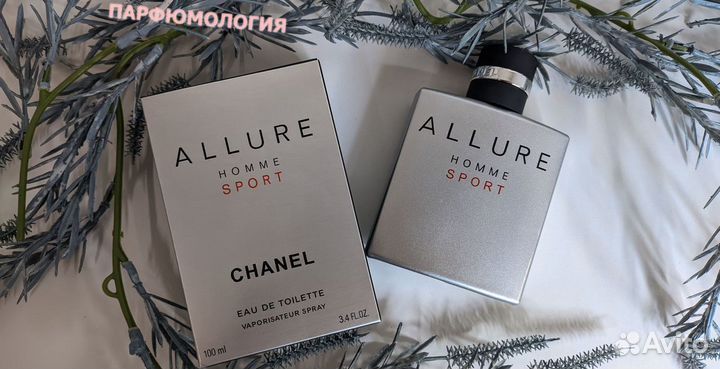 ПАРФЮМОЛОГИЯ
ALLURE
HOMME
SPORT
CHANEL
EAU DE TOILETTE
VAPORISATEUR SPRAY
100 ml 3.4 FL.OZ.
ALLURE
HOMME
SPORT
Avito